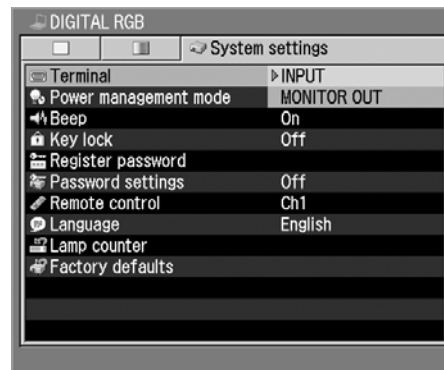 DIGITAL RGB
System settings
Terminal ▷INPUT
Power management mode MONITOR OUT
Beep On
Key lock Off
Register password
Password settings Off
Remote control Ch1
Language English
Lamp counter
Factory defaults